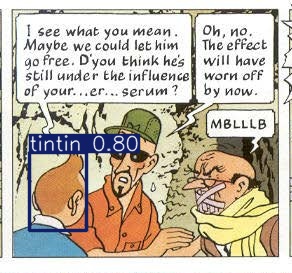 I see what you mean.
Maybe we could let him
go free. D'you think he's
still under the influence
of your...er...serum?
Oh, no.
The effect
will have
worn off
by now.
MBLLLB
tintin 0.80